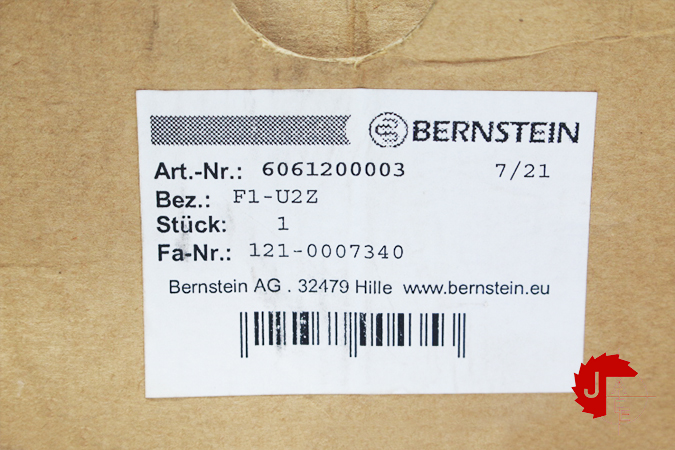 BERNSTEIN
Art.-Nr.: 6061200003 7/21
Bez.: F1-U2Z
Stück: 1
Fa-Nr.: 121-0007340
Bernstein AG . 32479 Hille www.bernstein.eu
J